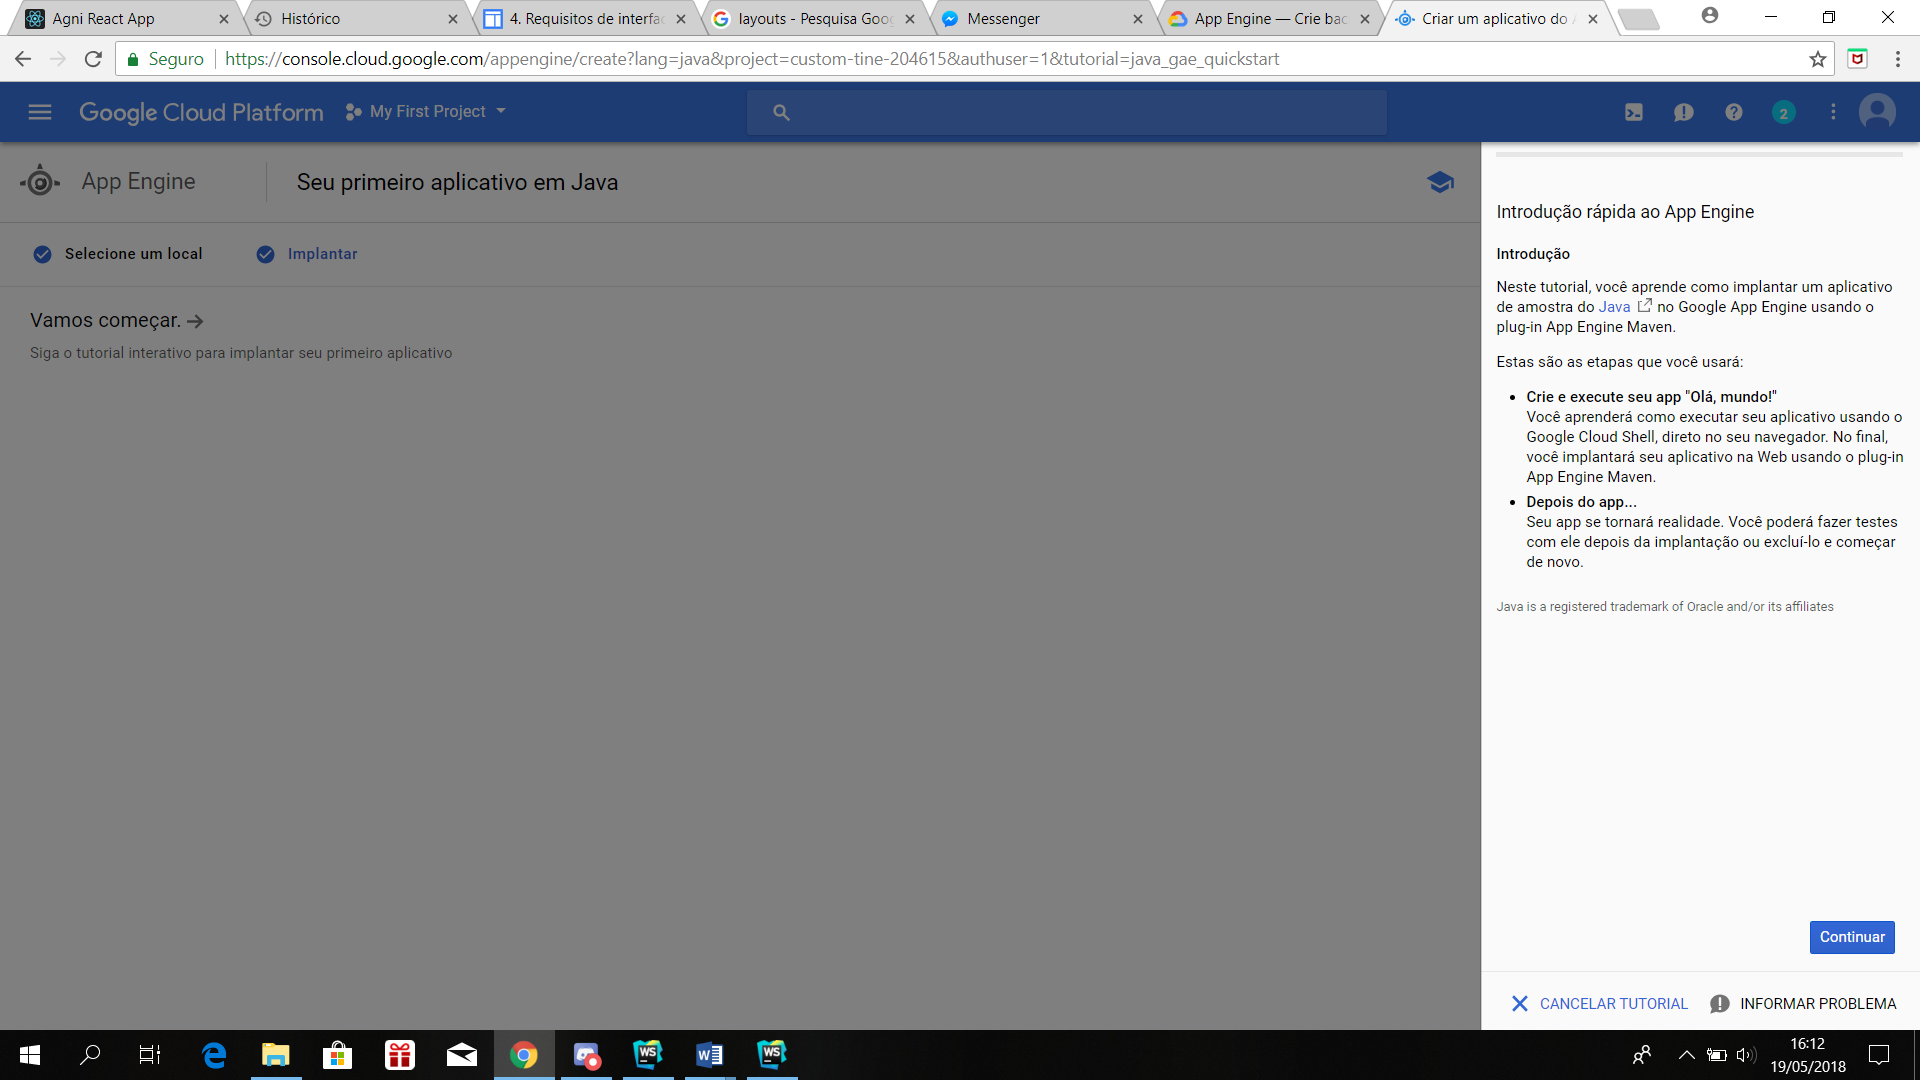 Agni React App
Histórico
4. Requisitos de interfa
layouts - Pesquisa Goo
Messenger
App Engine — Crie bac
Criar um aplicativo do
Seguro
https://console.cloud.google.com/appengine/create?lang=java&project=custom-tine-204615&authuser=1&tutorial=java_gae_quickstart
Google Cloud Platform
My First Project
2
App Engine
Seu primeiro aplicativo em Java
Selecione um local
Implantar
Vamos começar.
Siga o tutorial interativo para implantar seu primeiro aplicativo
Introdução rápida ao App Engine
Introdução
Neste tutorial, você aprende como implantar um aplicativo
de amostra do Java no Google App Engine usando o
plug-in App Engine Maven.
Estas são as etapas que você usará:
• Crie e execute seu app "Olá, mundo!"
Você aprenderá como executar seu aplicativo usando o
Google Cloud Shell, direto no seu navegador. No final,
você implantará seu aplicativo na Web usando o plug-in
App Engine Maven.
• Depois do app...
Seu app se tornará realidade. Você poderá fazer testes
com ele depois da implantação ou excluí-lo e começar
de novo.
Java is a registered trademark of Oracle and/or its affiliates
Continuar
CANCELAR TUTORIAL
INFORMAR PROBLEMA
WS
W
WS
16:12
19/05/2018